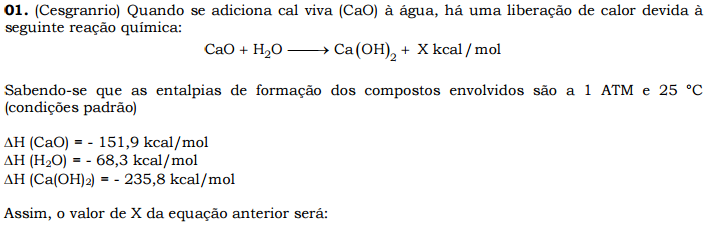 01. (Cesgranrio) Quando se adiciona cal viva (CaO) à água, há uma liberação de calor devida à
seguinte reação química:
CaO + H₂O ⟶ Ca(OH)₂ + X kcal / mol
Sabendo-se que as entalpias de formação dos compostos envolvidos são a 1 ATM e 25 °C
(condições padrão)
ΔH (CaO) = - 151,9 kcal/mol
ΔH (H₂O) = - 68,3 kcal/mol
ΔH (Ca(OH)₂) = - 235,8 kcal/mol
Assim, o valor de X da equação anterior será: